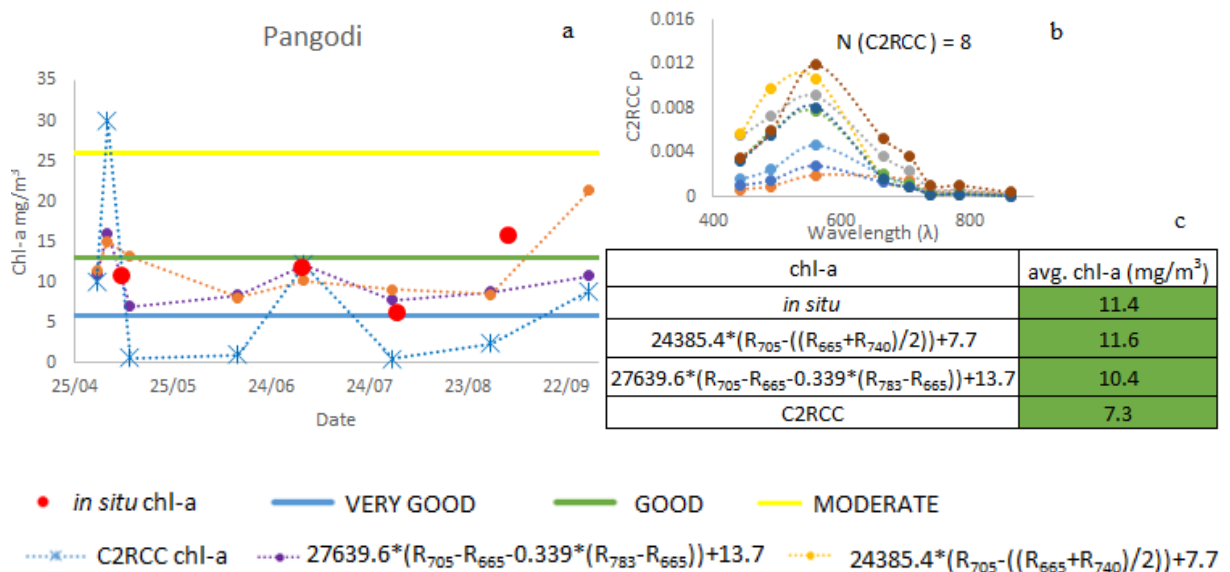 Pangodi
a
35
30
25
20
15
10
5
0
Chl-a mg/m³
25/04 25/05 24/06 24/07 23/08 22/09
Date
b
N (C2RCC) = 8
0.016
0.012
0.008
0.004
0
C2RCC ρ
400 600 800
Wavelength (λ)
c
chl-a avg. chl-a (mg/m³)
in situ 11.4
24385.4*(R₇₀₅-((R₆₆₅+R₇₄₀)/2))+7.7 11.6
27639.6*(R₇₀₅-R₆₆₅-0.339*(R₇₈₃-R₆₆₅))+13.7 10.4
C2RCC 7.3
in situ chl-a VERY GOOD GOOD MODERATE
C2RCC chl-a 27639.6*(R₇₀₅-R₆₆₅-0.339*(R₇₈₃-R₆₆₅))+13.7 24385.4*(R₇₀₅-((R₆₆₅+R₇₄₀)/2))+7.7